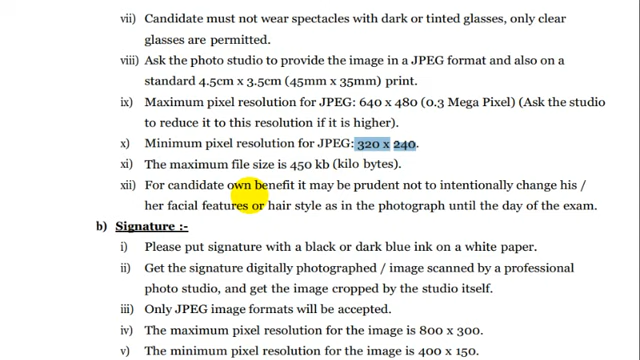 vii) Candidate must not wear spectacles with dark or tinted glasses, only clear
glasses are permitted.
viii) Ask the photo studio to provide the image in a JPEG format and also on a
standard 4.5cm x 3.5cm (45mm x 35mm) print.
ix) Maximum pixel resolution for JPEG: 640 x 480 (0.3 Mega Pixel) (Ask the studio
to reduce it to this resolution if it is higher).
x) Minimum pixel resolution for JPEG: 320 x 240.
xi) The maximum file size is 450 kb (kilo bytes).
xii) For candidate own benefit it may be prudent not to intentionally change his /
her facial features or hair style as in the photograph until the day of the exam.
b) Signature :-
i) Please put signature with a black or dark blue ink on a white paper.
ii) Get the signature digitally photographed / image scanned by a professional
photo studio, and get the image cropped by the studio itself.
iii) Only JPEG image formats will be accepted.
iv) The maximum pixel resolution for the image is 800 x 300.
v) The minimum pixel resolution for the image is 400 x 150.